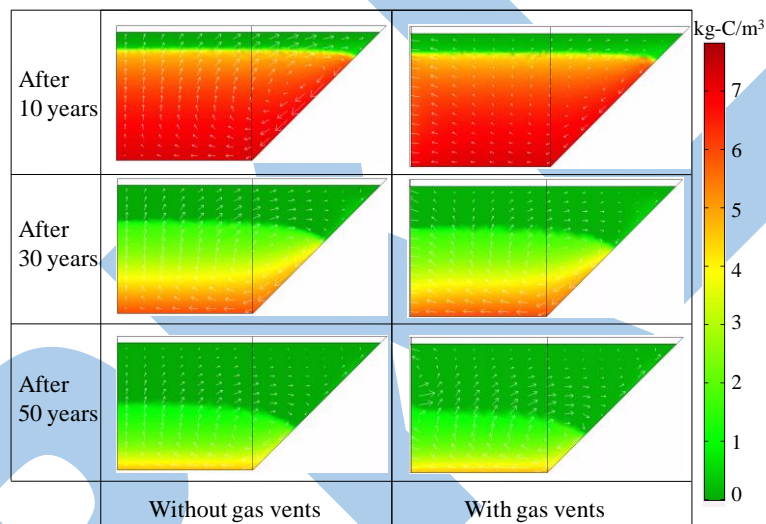 kg-C/m³
After
10 years
7
6
After
30 years
5
4
3
After
50 years
2
1
0
Without gas vents
With gas vents